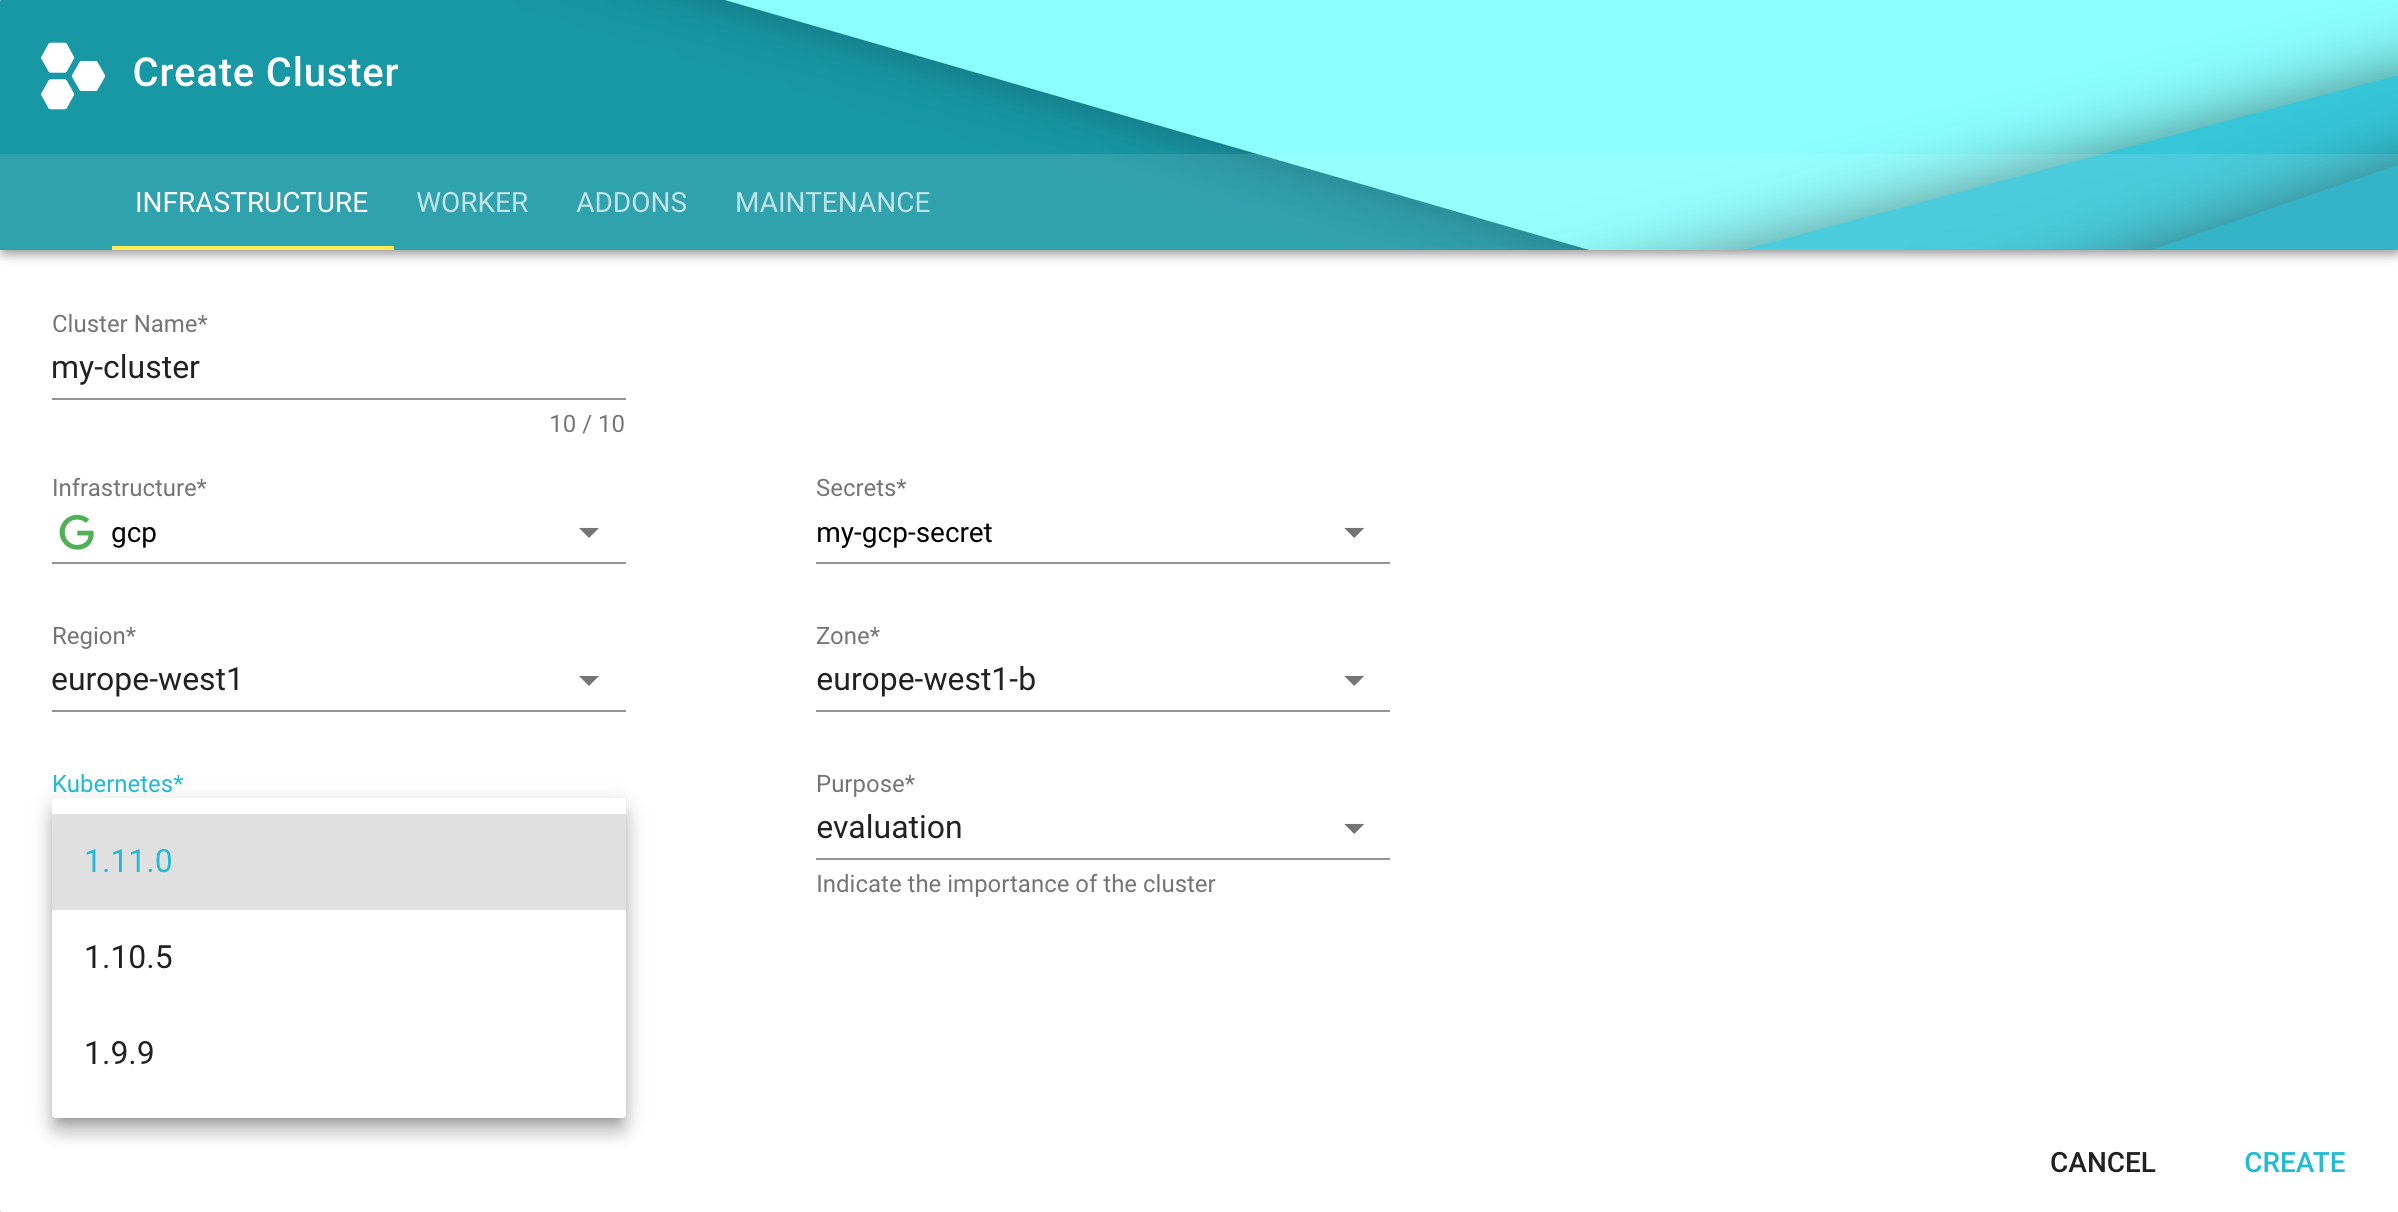 Create Cluster
INFRASTRUCTURE WORKER ADDONS MAINTENANCE
Cluster Name*
my-cluster
10 / 10
Infrastructure* Secrets*
gcp my-gcp-secret
Region* Zone*
europe-west1 europe-west1-b
Kubernetes* Purpose*
evaluation
1.11.0
Indicate the importance of the cluster
1.10.5
1.9.9
CANCEL CREATE